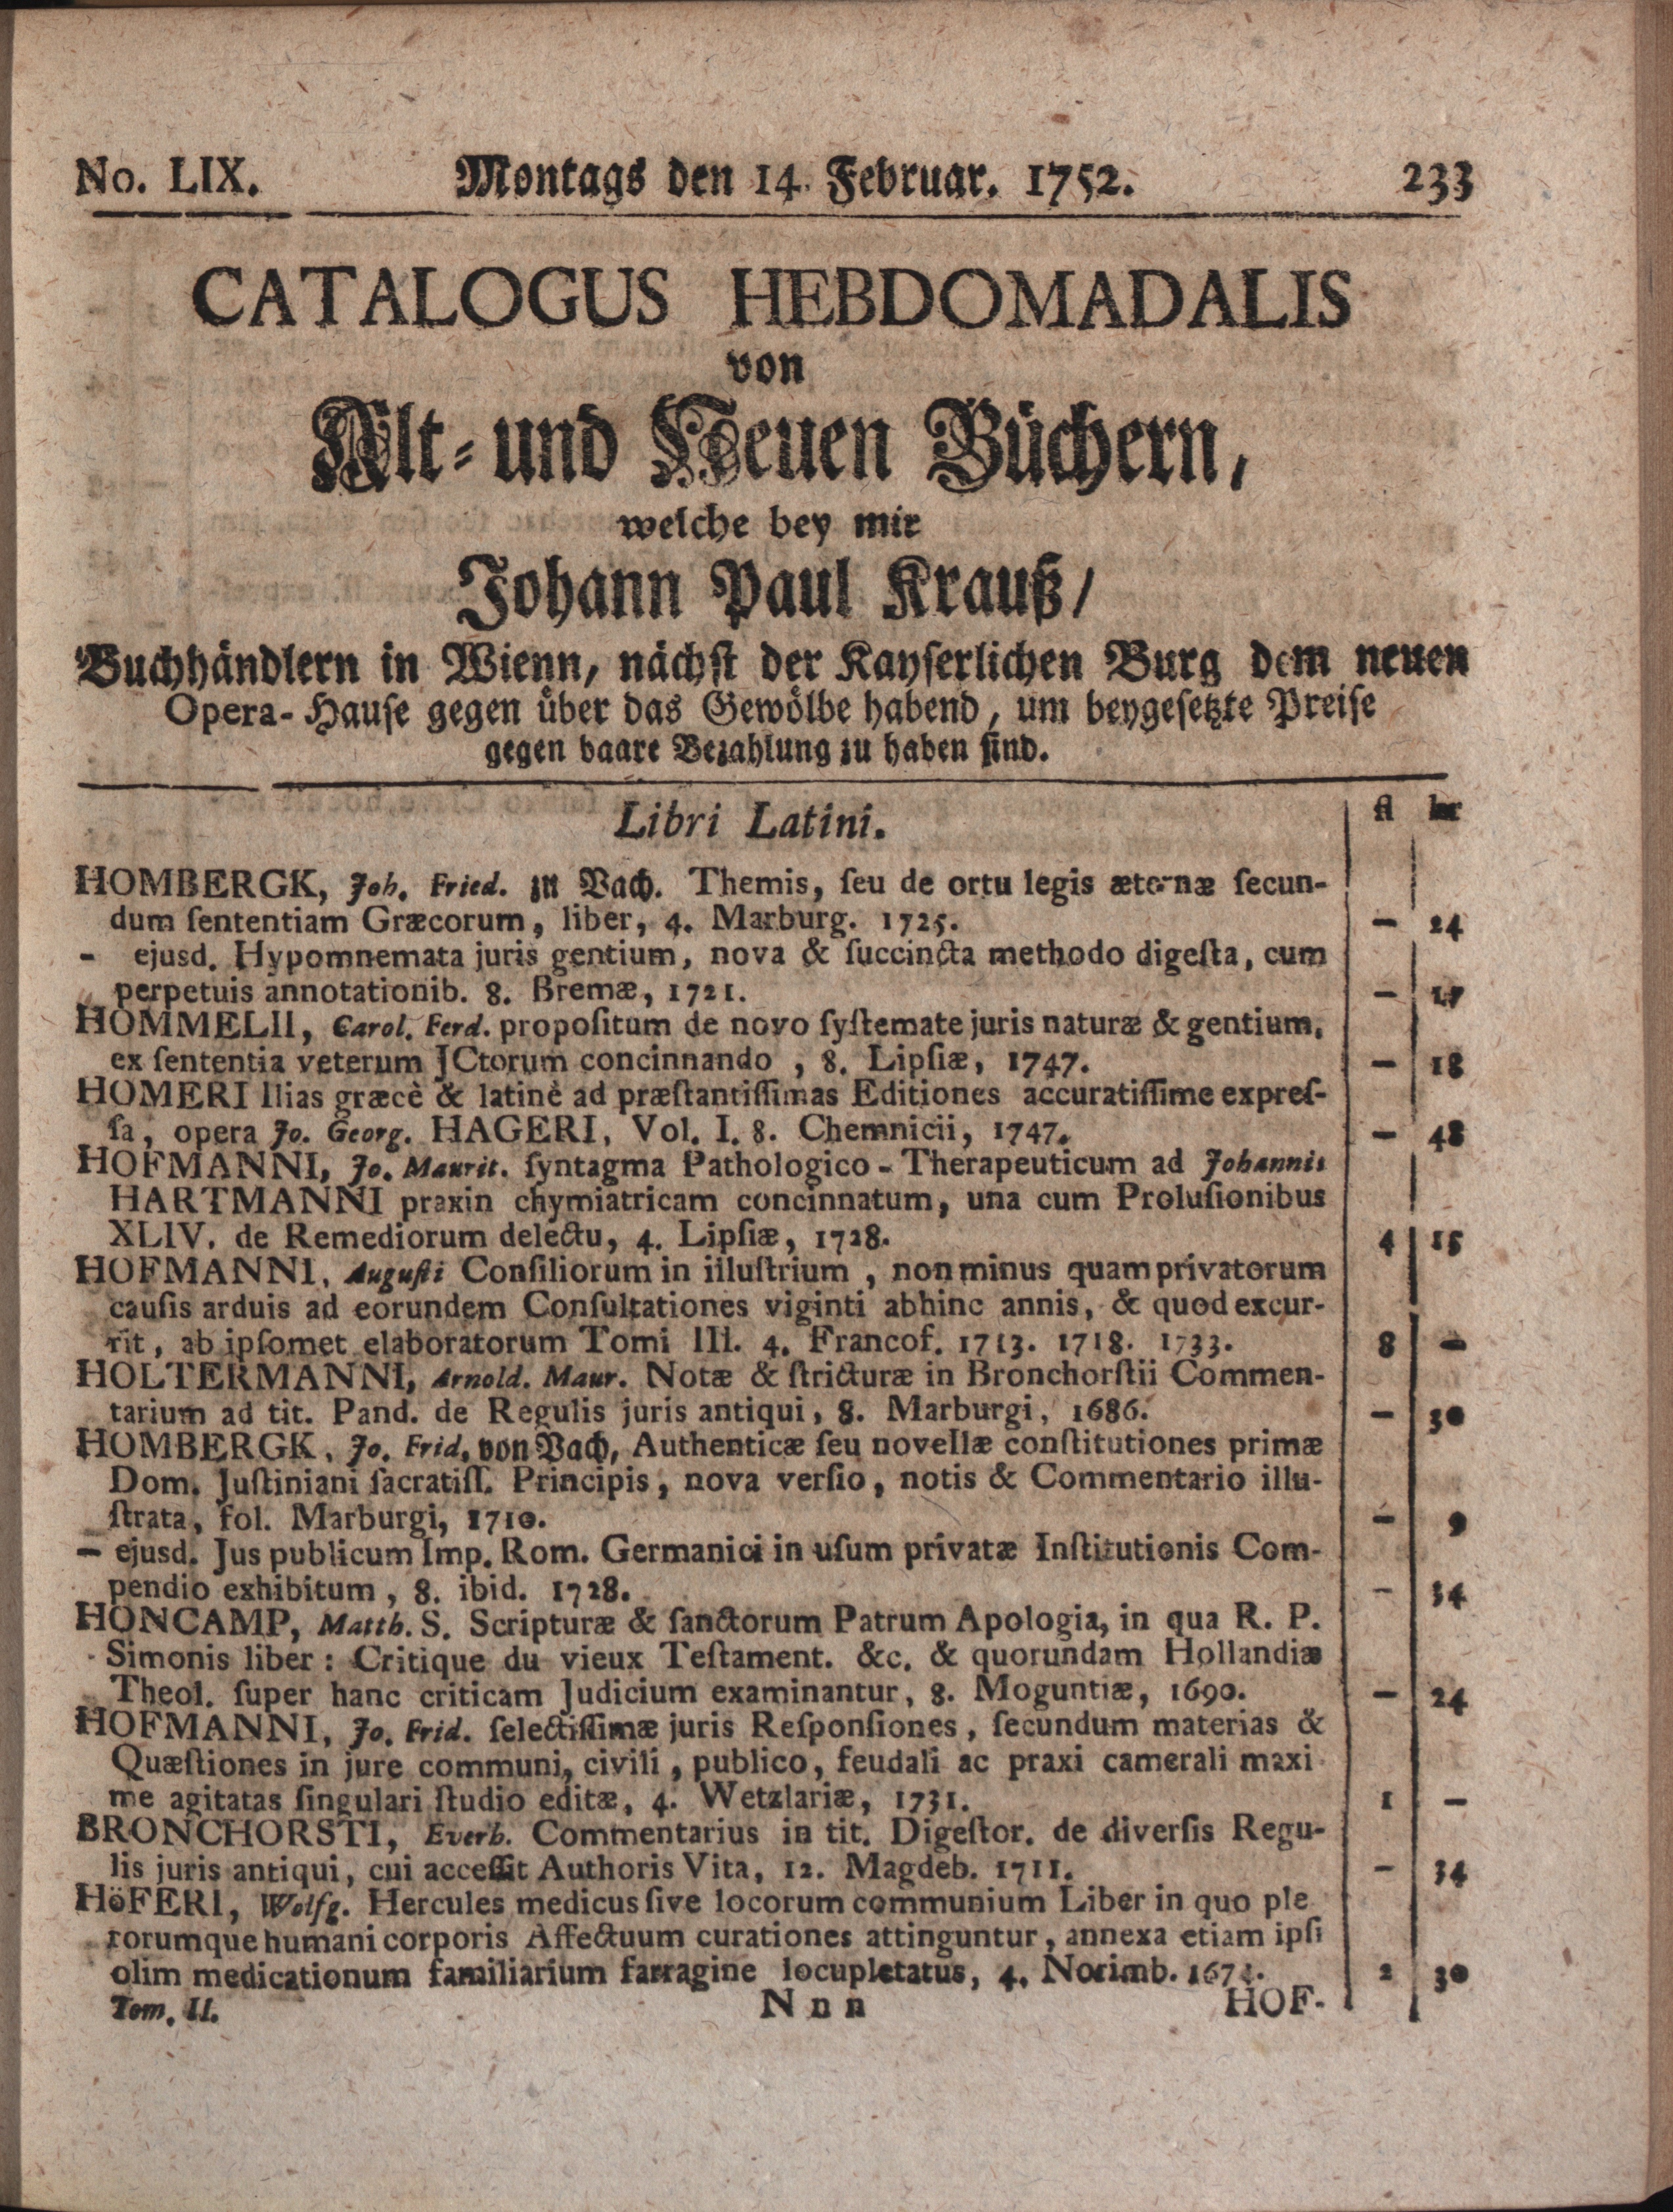 No. LIX. Montags den 14. Februar. 1752. 233
CATALOGUS HEBDOMADALIS
von
Alt- und Neuen Büchern,
welche bey mir
Johann Paul Krauß/
Buchhändlern in Wienn, nächst der Kayserlichen Burg dem neuen
Opera-Hause gegen über das Gewölbe habend, um beygesetzte Preise
gegen baare Bezahlung zu haben sind.
Libri Latini. fl kr
HOMBERGK, Joh. Fried. zu Vach. Themis, ſeu de ortu legis æternæ ſecun-
dum ſententiam Græcorum, liber, 4. Marburg. 1725. — 24
- ejusd. Hypomnemata juris gentium, nova & ſuccincta methodo digeſta, cum
perpetuis annotationib. 8. Bremæ, 1721. — 17
HOMMELII, Carol. Ferd. propoſitum de novo ſyſtemate juris naturæ & gentium,
ex ſententia veterum JCtorum concinnando, 8. Lipſiæ, 1747. — 18
HOMERI Ilias græcè & latinè ad præſtantiſſimas Editiones accuratiſſime expreſ-
ſa, opera Jo. Georg. HAGERI, Vol. I. 8. Chemnicii, 1747. — 48
HOFMANNI, Jo. Maurit. ſyntagma Pathologico-Therapeuticum ad Johannis
HARTMANNI praxin chymiatricam concinnatum, una cum Proluſionibus
XLIV. de Remediorum delectu, 4. Lipſiæ, 1728. 4 15
HOFMANNI, Auguſti Conſiliorum in illuſtrium, non minus quam privatorum
cauſis arduis ad eorundem Conſultationes viginti abhinc annis, & quod excur-
rit, ab ipſomet elaboratorum Tomi III. 4. Francof. 1713. 1718. 1733. 8 —
HOLTERMANNI, Arnold. Maur. Notæ & ſtricturæ in Bronchorſtii Commen-
tarium ad tit. Pand. de Regulis juris antiqui, 8. Marburgi, 1686. — 30
HOMBERGK, Jo. Frid. von Vach, Authenticæ ſeu novellæ conſtitutiones primæ
Dom. Juſtiniani ſacratiſſ. Principis, nova verſio, notis & Commentario illu-
ſtrata, fol. Marburgi, 1710. — 9
— ejusd. Jus publicum Imp. Rom. Germanici in uſum privatæ Inſtitutionis Com-
pendio exhibitum, 8. ibid. 1728. — 34
HONCAMP, Matth. S. Scripturæ & ſanctorum Patrum Apologia, in qua R. P.
Simonis liber: Critique du vieux Teſtament. &c. & quorundam Hollandiæ
Theol. ſuper hanc criticam Judicium examinantur, 8. Moguntiæ, 1690. — 24
HOFMANNI, Jo. Frid. ſelectiſſimæ juris Reſponſiones, ſecundum materias &
Quæſtiones in jure communi, civili, publico, feudali ac praxi camerali maxi
me agitatas ſingulari ſtudio editæ, 4. Wetzlariæ, 1731. 1 —
BRONCHORSTI, Everh. Commentarius in tit. Digeſtor. de diverſis Regu-
lis juris antiqui, cui acceſſit Authoris Vita, 12. Magdeb. 1711. — 34
HöFERI, Wolfg. Hercules medicus ſive locorum communium Liber in quo ple
rorumque humani corporis Affectuum curationes attinguntur, annexa etiam ipſi
olim medicationum familiarium farragine locupletatus, 4. Norimb. 2 30
Tom. II. Nnn HOF-